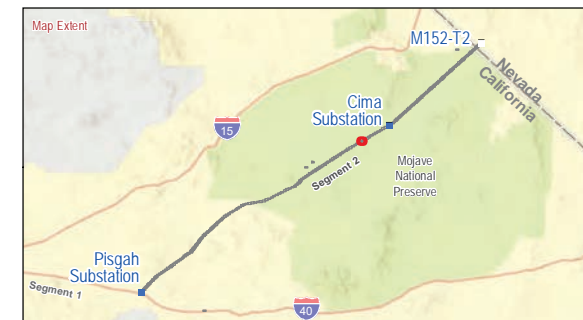 Map Extent
M152-T2
Nevada
California
Cima
Substation
15
Segment 2
Mojave
National
Preserve
Pisgah
Substation
Segment 1
40